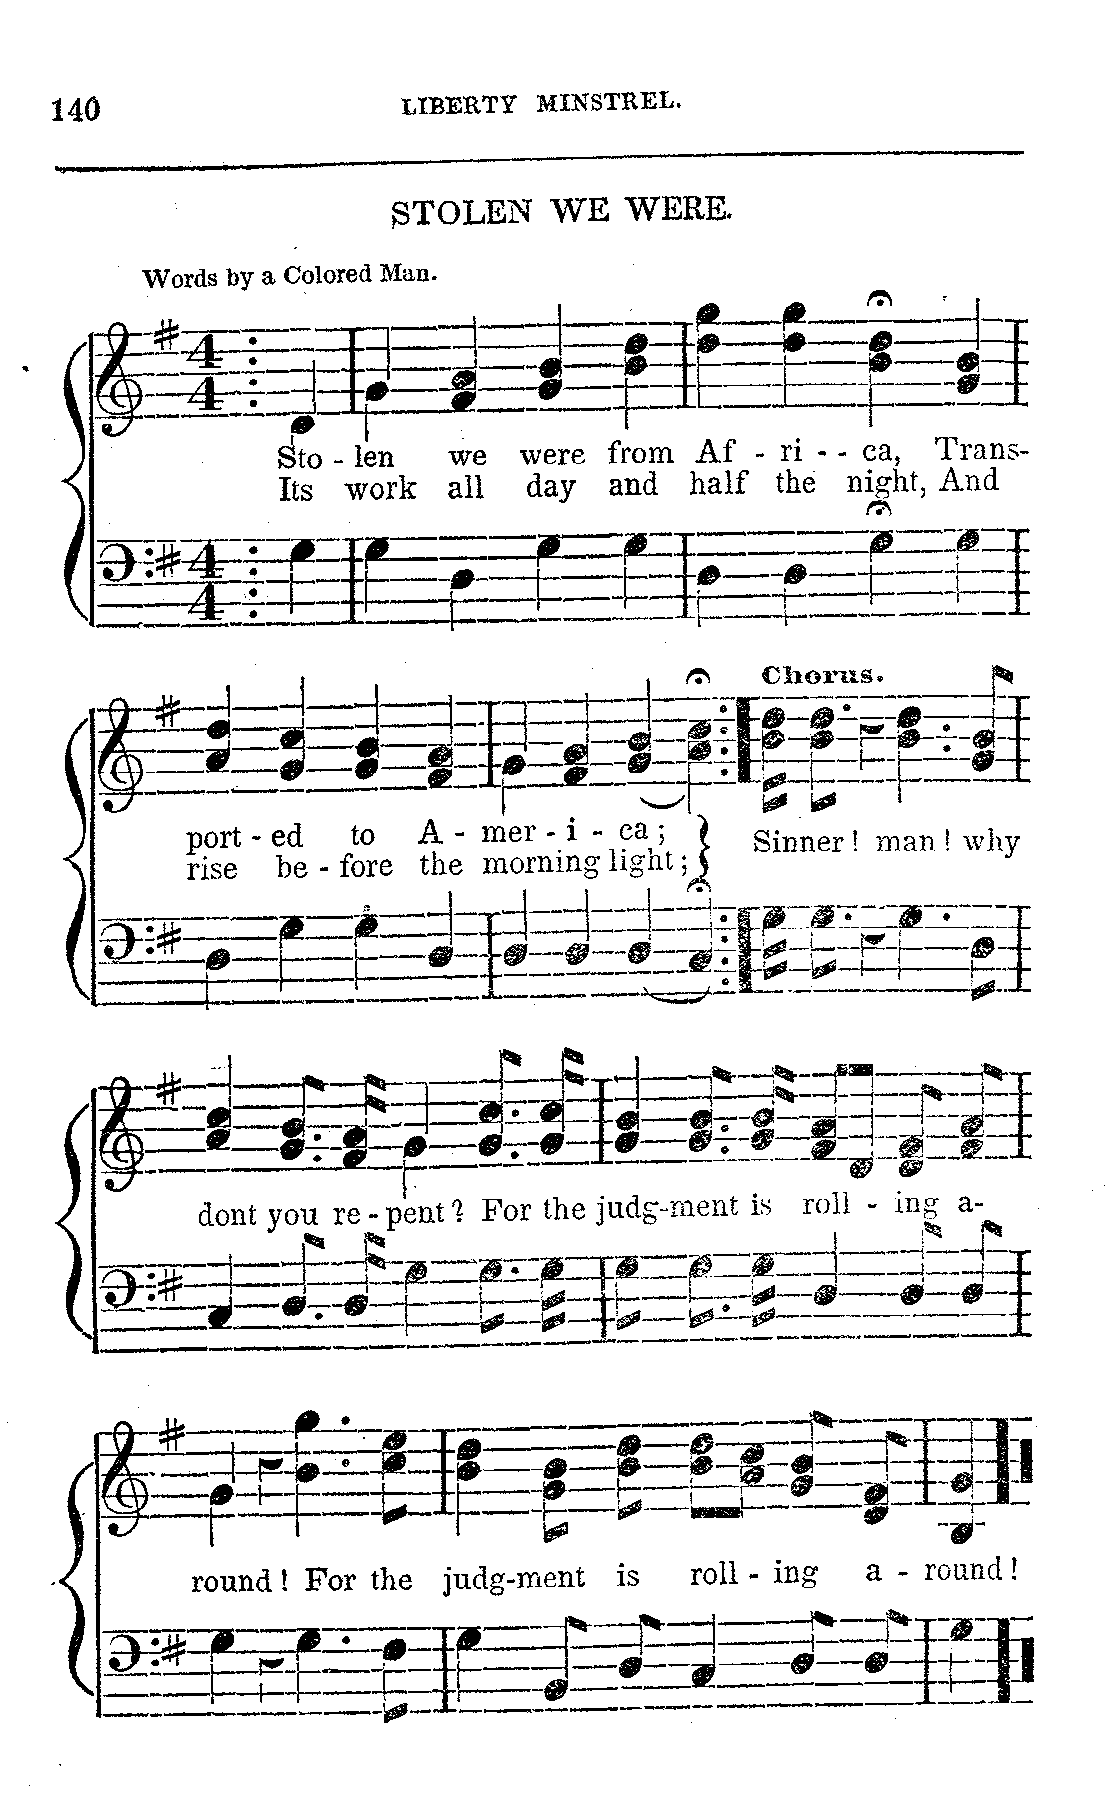 140
LIBERTY MINSTREL.
STOLEN WE WERE.
Words by a Colored Man.
4
4
Sto - len we were from Af - ri - - ca, Trans-
Its work all day and half the night, And
4
4
Chorus.
port - ed to A - mer - i - ca ; } Sinner ! man ! why
rise be - fore the morning light ;
dont you re - pent ? For the judg-ment is roll - ing a-
round ! For the judg-ment is roll - ing a - round !